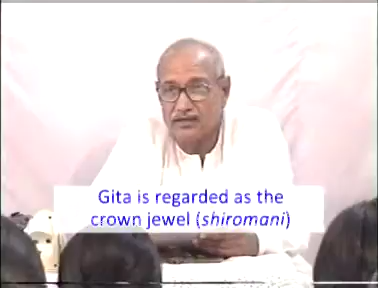 Gita is regarded as the
crown jewel (shiromani)